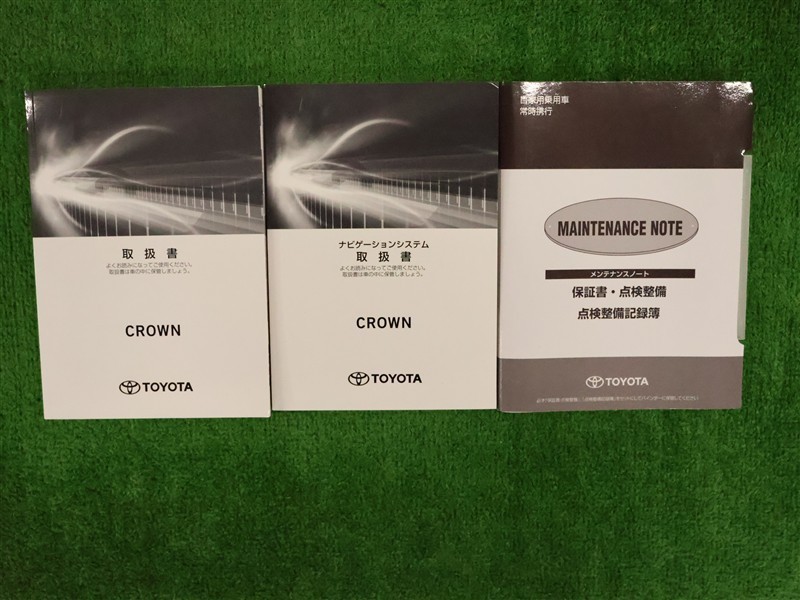 取扱書
よくお読みになってご使用ください。
取扱書は車の中に保管しましょう。
CROWN
TOYOTA
ナビゲーションシステム
取扱書
よくお読みになってご使用ください。
取扱書は車の中に保管しましょう。
CROWN
TOYOTA
自家用乗用車
常時携行
MAINTENANCE NOTE
メンテナンスノート
保証書・点検整備
点検整備記録簿
TOYOTA